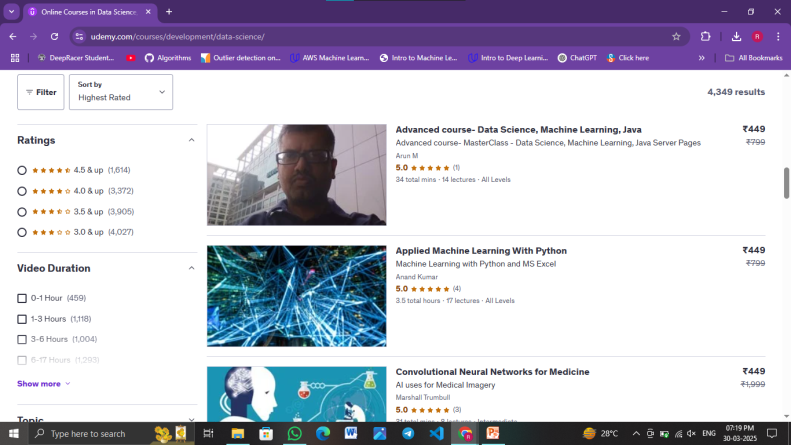 Online Courses in Data Science,
udemy.com/courses/development/data-science/
DeepRacer Student...
Algorithms
Outlier detection on...
AWS Machine Learn...
Intro to Machine Le...
Intro to Deep Learni...
ChatGPT
Click here
All Bookmarks
Filter
Sort by
Highest Rated
4,349 results
Ratings
4.5 & up (1,614)
4.0 & up (3,372)
3.5 & up (3,905)
3.0 & up (4,027)
Video Duration
0-1 Hour (459)
1-3 Hours (1,118)
3-6 Hours (1,004)
6-17 Hours (1,293)
Show more
Topic
Advanced course- Data Science, Machine Learning, Java
₹449
Advanced course- MasterClass - Data Science, Machine Learning, Java Server Pages
₹799
Arun M
5.0 (1)
34 total mins · 14 lectures · All Levels
Applied Machine Learning With Python
₹449
Machine Learning with Python and MS Excel
₹799
Anand Kumar
5.0 (4)
3.5 total hours · 17 lectures · All Levels
Convolutional Neural Networks for Medicine
₹449
AI uses for Medical Imagery
₹1,999
Marshall Trumbull
5.0 (3)
31 total mins · 8 lectures · Intermediate
Type here to search
28°C
ENG
07:19 PM
30-03-2025